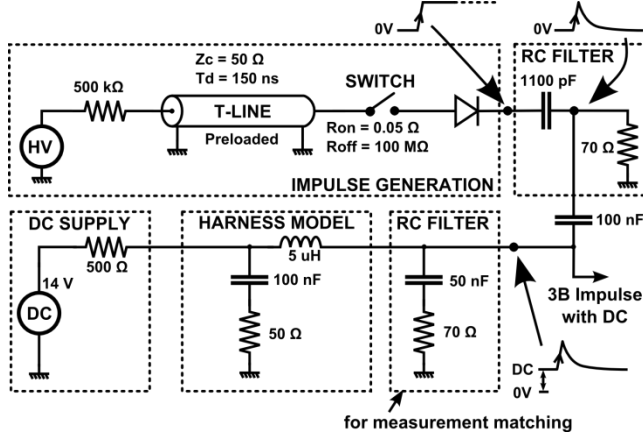 0V
0V
Zc = 50 Ω
Td = 150 ns
RC FILTER
1100 pF
500 kΩ
SWITCH
T-LINE
HV
Preloaded
Ron = 0.05 Ω
Roff = 100 MΩ
70 Ω
IMPULSE GENERATION
DC SUPPLY
HARNESS MODEL
RC FILTER
100 nF
500 Ω
5 uH
14 V
100 nF
50 nF
3B Impulse
with DC
DC
50 Ω
70 Ω
DC
0V
for measurement matching